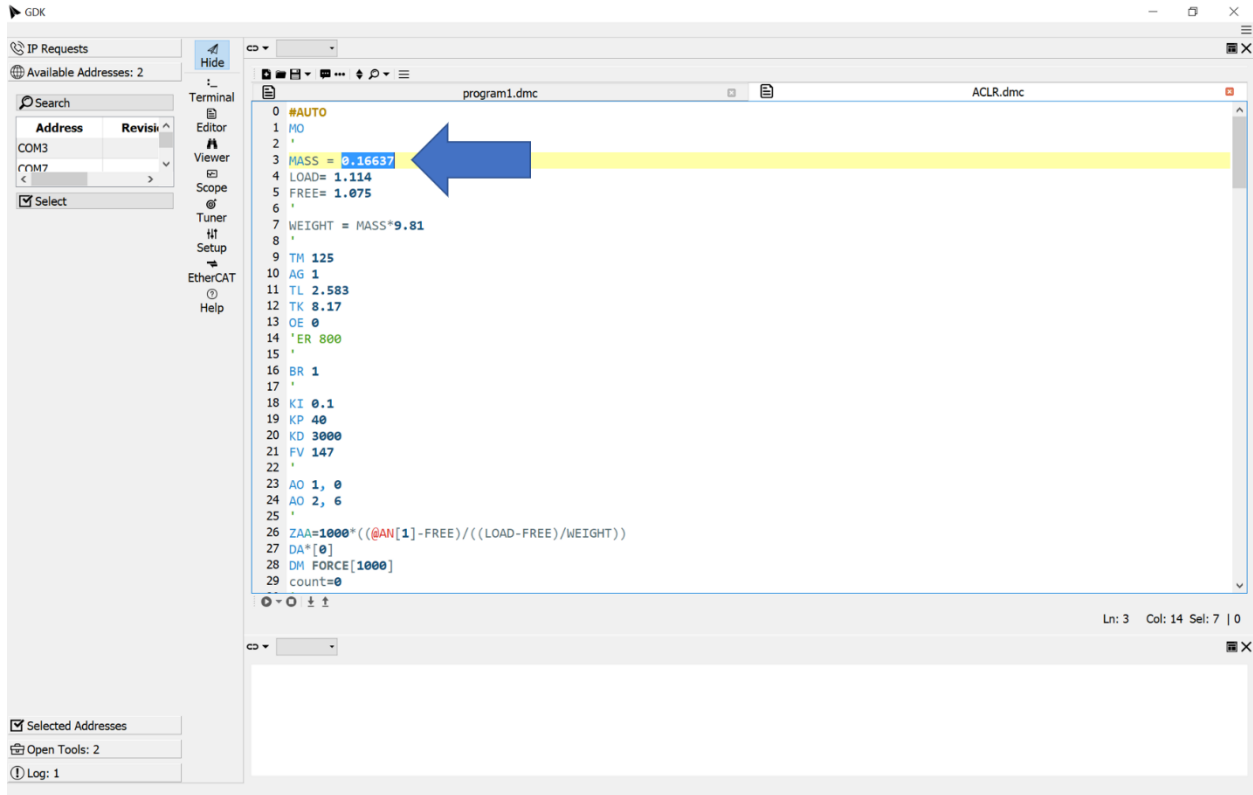 GDK
IP Requests
Available Addresses: 2
Search
Address Revisi
COM3
COM7
Select
Hide
Terminal
Editor
Viewer
Scope
Tuner
Setup
EtherCAT
Help
program1.dmc
ACLR.dmc
0 #AUTO
1 MO
2 '
3 MASS = 0.16637
4 LOAD= 1.114
5 FREE= 1.075
6 '
7 WEIGHT = MASS*9.81
8 '
9 TM 125
10 AG 1
11 TL 2.583
12 TK 8.17
13 OE 0
14 'ER 800
15 '
16 BR 1
17 '
18 KI 0.1
19 KP 40
20 KD 3000
21 FV 147
22 '
23 AO 1, 0
24 AO 2, 6
25 '
26 ZAA=1000*((@AN[1]-FREE)/((LOAD-FREE)/WEIGHT))
27 DA*[0]
28 DM FORCE[1000]
29 count=0
Ln: 3 Col: 14 Sel: 7 | 0
Selected Addresses
Open Tools: 2
Log: 1